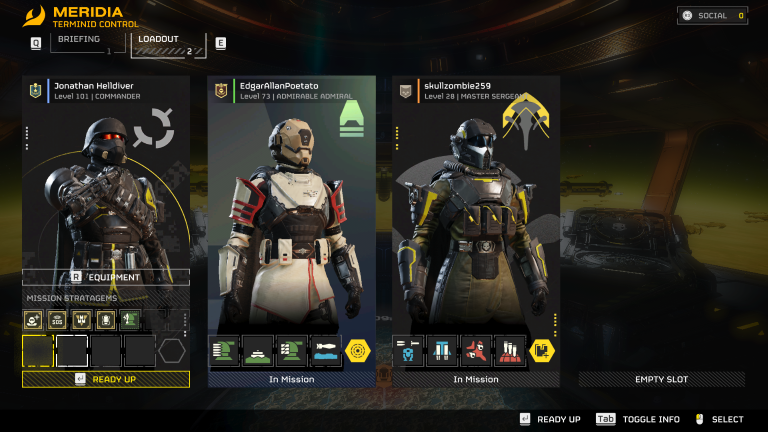 MERIDIA
TERMINID CONTROL
SOCIAL 0
Q BRIEFING 1 LOADOUT 2 E
Jonathan Helldiver
Level 101 | COMMANDER
EdgarAllanPoetato
Level 73 | ADMIRABLE ADMIRAL
skullzombie259
Level 28 | MASTER SERGEANT
R EQUIPMENT
MISSION STRATAGEMS
SOS
READY UP
In Mission
In Mission
EMPTY SLOT
READY UP
Tab TOGGLE INFO
SELECT